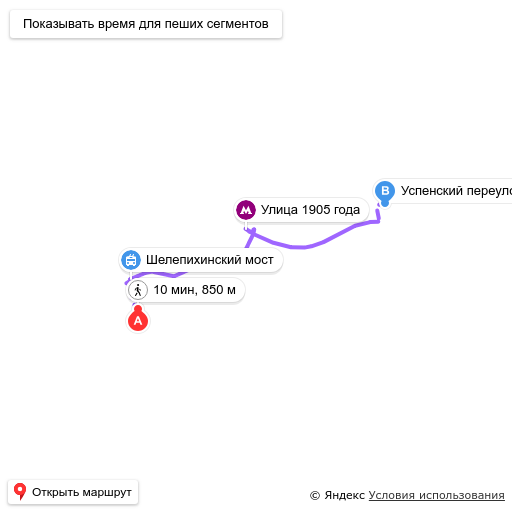 Показывать время для пеших сегментов
B
Успенский переуло
Улица 1905 года
Шелепихинский мост
10 мин, 850 м
A
Открыть маршрут
© Яндекс Условия использования